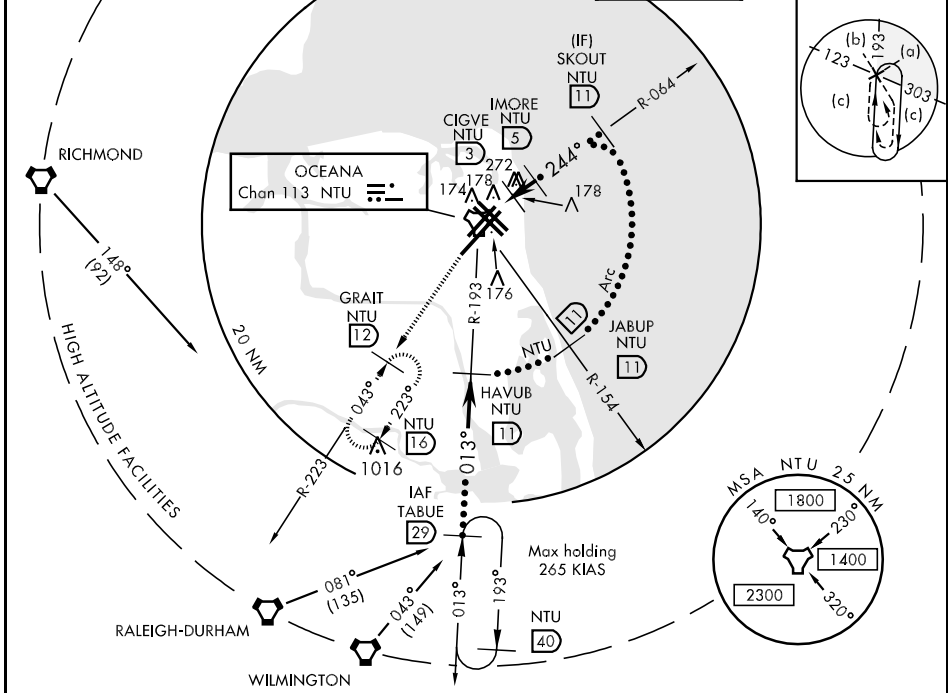 (IF)
SKOUT
NTU
11
R-064
IMORE
NTU
5
CIGVE
NTU
3
272
178
174
244°
178
OCEANA
Chan 113 NTU
RICHMOND
148°
(92)
176
R-193
GRAIT
NTU
12
Arc
11
JABUP
NTU
11
NTU
R-154
20 NM
HIGH ALTITUDE FACILITIES
HAVUB
NTU
11
043°
223°
NTU
16
1016
R-223
013°
IAF
TABUE
29
Max holding
265 KIAS
013°
193°
NTU
40
081°
(135)
043°
(149)
RALEIGH-DURHAM
WILMINGTON
MSA NTU 25 NM
1800
140°
230°
1400
2300
320°
(b)
193
(a)
123
303
(c)
(c)